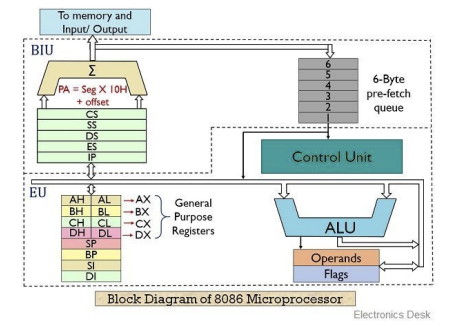 To memory and
Input/ Output
BIU
Σ
PA = Seg X 10H
+ offset
CS
SS
DS
ES
IP
6
5
4
3
2
6-Byte
pre-fetch
queue
Control Unit
EU
AH AL AX
BH BL BX
CH CL CX
DH DL DX
SP
BP
SI
DI
General
Purpose
Registers
ALU
Operands
Flags
Block Diagram of 8086 Microprocessor
Electronics Desk